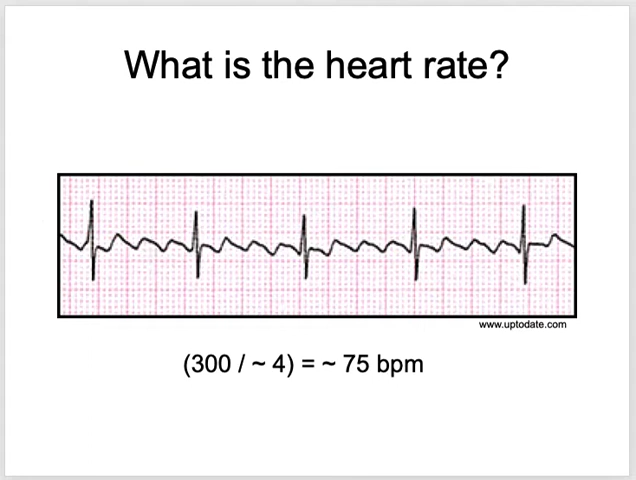 What is the heart rate?
www.uptodate.com
(300 / ~ 4) = ~ 75 bpm